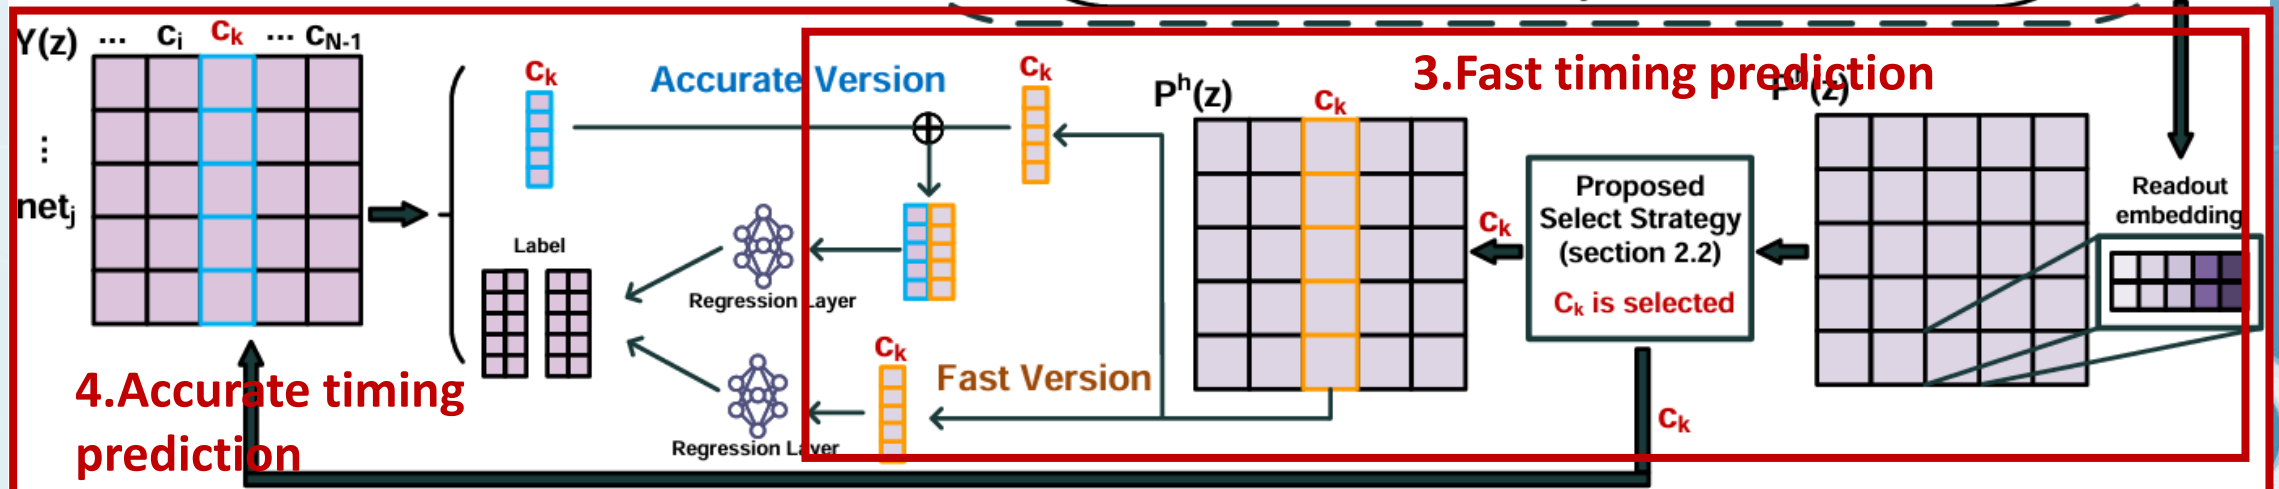 Y(z) ... cᵢ cₖ ... c_N-1
⋮
netⱼ
cₖ
Accurate Version
cₖ
3.Fast timing prediction
Pʰ(z)
cₖ
Pʰ(z)
Readout
embedding
Proposed
Select Strategy
(section 2.2)
Cₖ is selected
cₖ
Label
Regression Layer
cₖ
Fast Version
Regression Layer
4.Accurate timing
prediction
cₖ